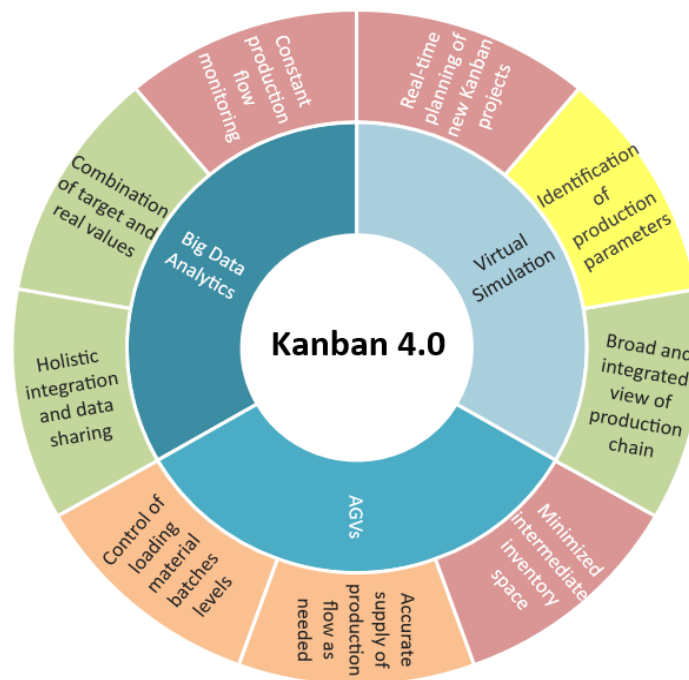 Kanban 4.0
Big Data
Analytics
Virtual
Simulation
AGVs
Constant
production
flow
monitoring
Real-time
planning of
new Kanban
projects
Identification
of
production
parameters
Broad and
integrated
view of
production
chain
Minimized
intermediate
inventory
space
Accurate
supply of
production
flow as
needed
Control of
loading
material
batches
levels
Holistic
integration
and data
sharing
Combination
of target and
real values